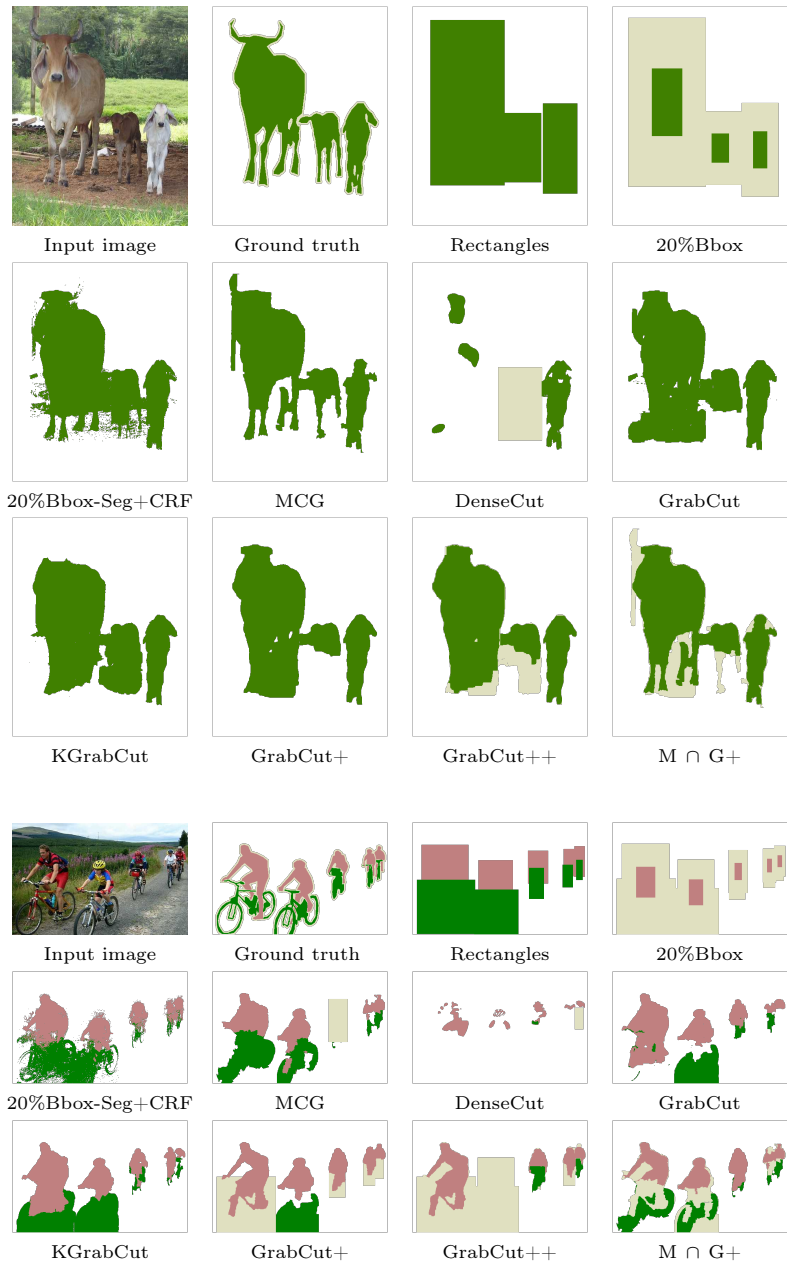 Input image Ground truth Rectangles 20%Bbox
20%Bbox-Seg+CRF MCG DenseCut GrabCut
KGrabCut GrabCut+ GrabCut++ M ∩ G+
Input image Ground truth Rectangles 20%Bbox
20%Bbox-Seg+CRF MCG DenseCut GrabCut
KGrabCut GrabCut+ GrabCut++ M ∩ G+